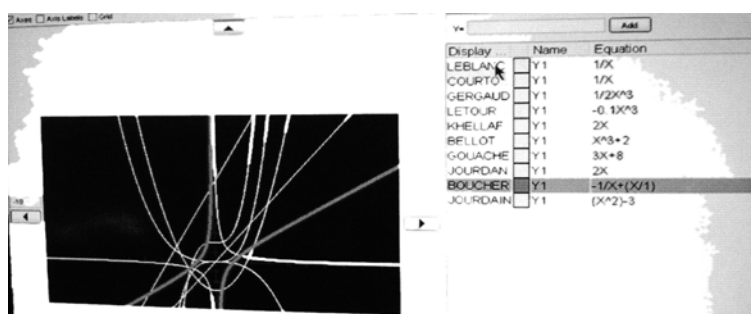 Axes Axis Labels Grid
-10
Y= Add
Display ... Name Equation
LEBLANC Y1 1/X
COURTO Y1 1/X
GERGAUD Y1 1/2X^3
LETOUR Y1 -0.1X^3
KHELLAF Y1 2X
BELLOT Y1 X^3+2
GOUACHE Y1 3X+8
JOURDAN Y1 2X
BOUCHER Y1 -1/X+(X/1)
JOURDAIN Y1 (X^2)-3